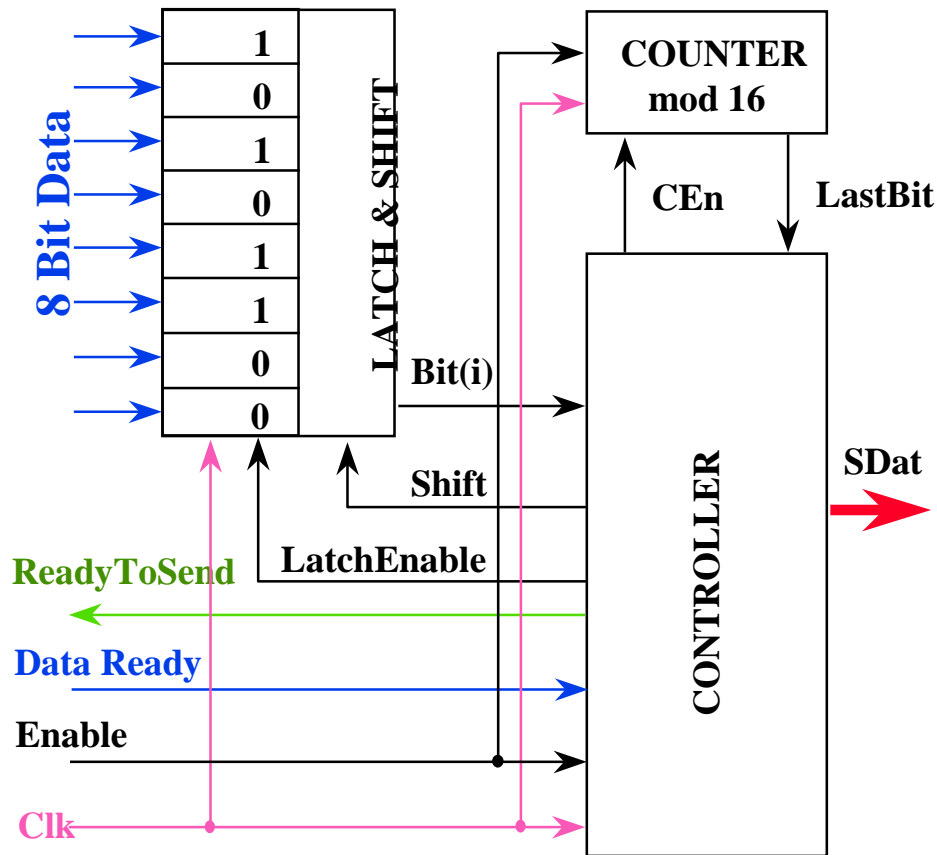 8 Bit Data
1
0
1
0
1
1
0
0
LATCH & SHIFT
COUNTER
mod 16
CEn
LastBit
Bit(i)
Shift
LatchEnable
ReadyToSend
Data Ready
Enable
Clk
CONTROLLER
SDat